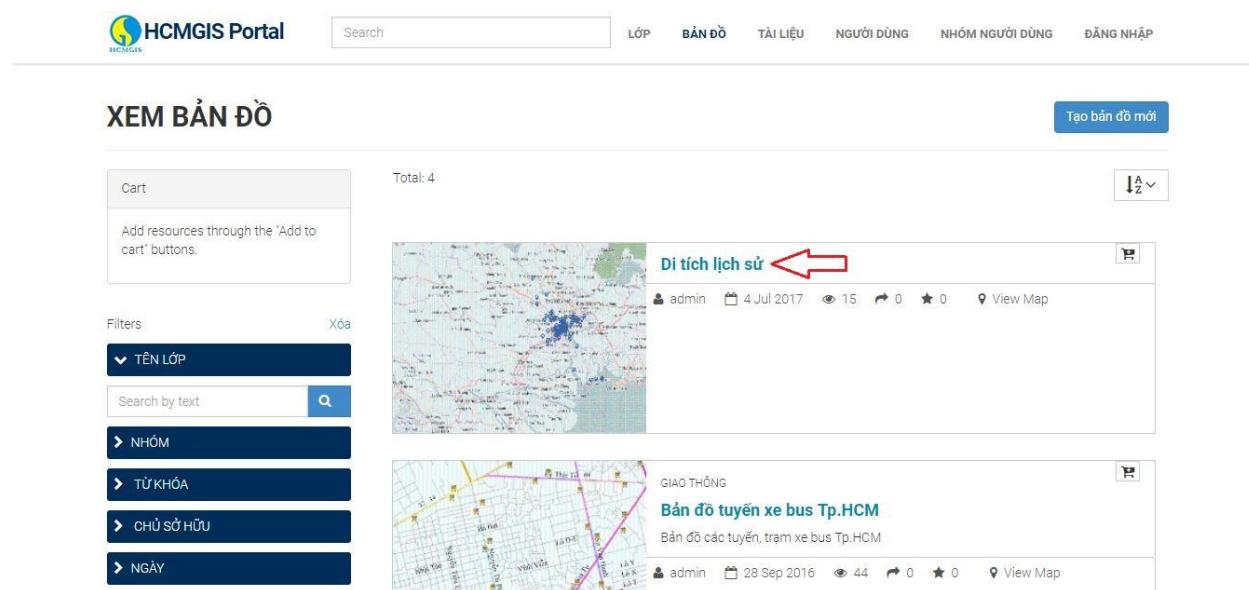 HCMGIS
HCMGIS Portal
Search
LỚP
BẢN ĐỒ
TÀI LIỆU
NGƯỜI DÙNG
NHÓM NGƯỜI DÙNG
ĐĂNG NHẬP
XEM BẢN ĐỒ
Tạo bản đồ mới
Cart
Add resources through the "Add to
cart" buttons.
Filters
Xóa
TÊN LỚP
Search by text
NHÓM
TỪ KHÓA
CHỦ SỞ HỮU
NGÀY
Total: 4
Di tích lịch sử
admin 4 Jul 2017 15 0 0 View Map
GIAO THÔNG
Bản đồ tuyến xe bus Tp.HCM
Bản đồ các tuyến, trạm xe bus Tp.HCM
admin 28 Sep 2016 44 0 0 View Map